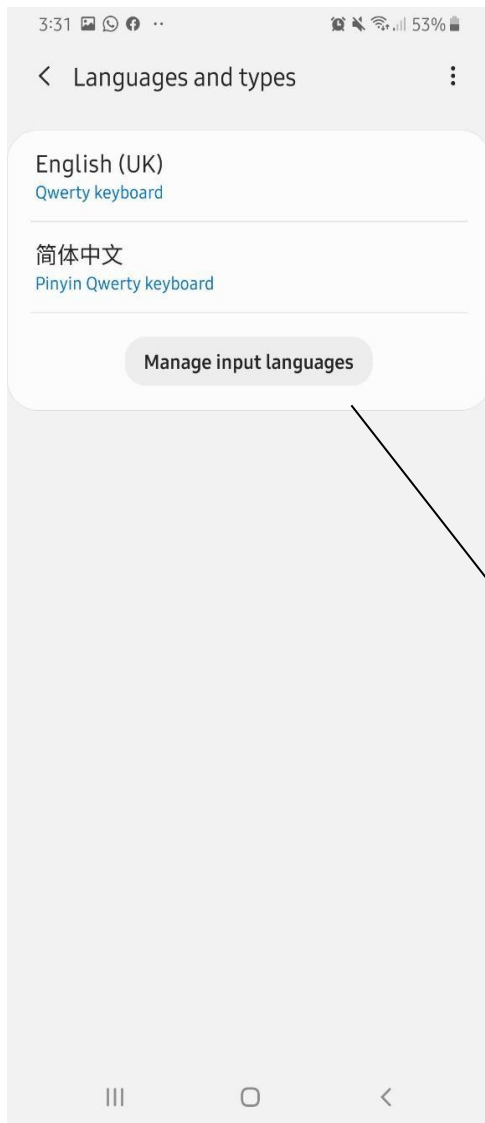 3:31 53%
Languages and types
English (UK)
Qwerty keyboard
简体中文
Pinyin Qwerty keyboard
Manage input languages